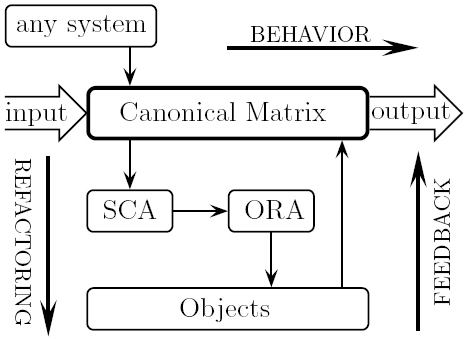 any system
BEHAVIOR
input
Canonical Matrix
output
REFACTORING
SCA
ORA
FEEDBACK
Objects